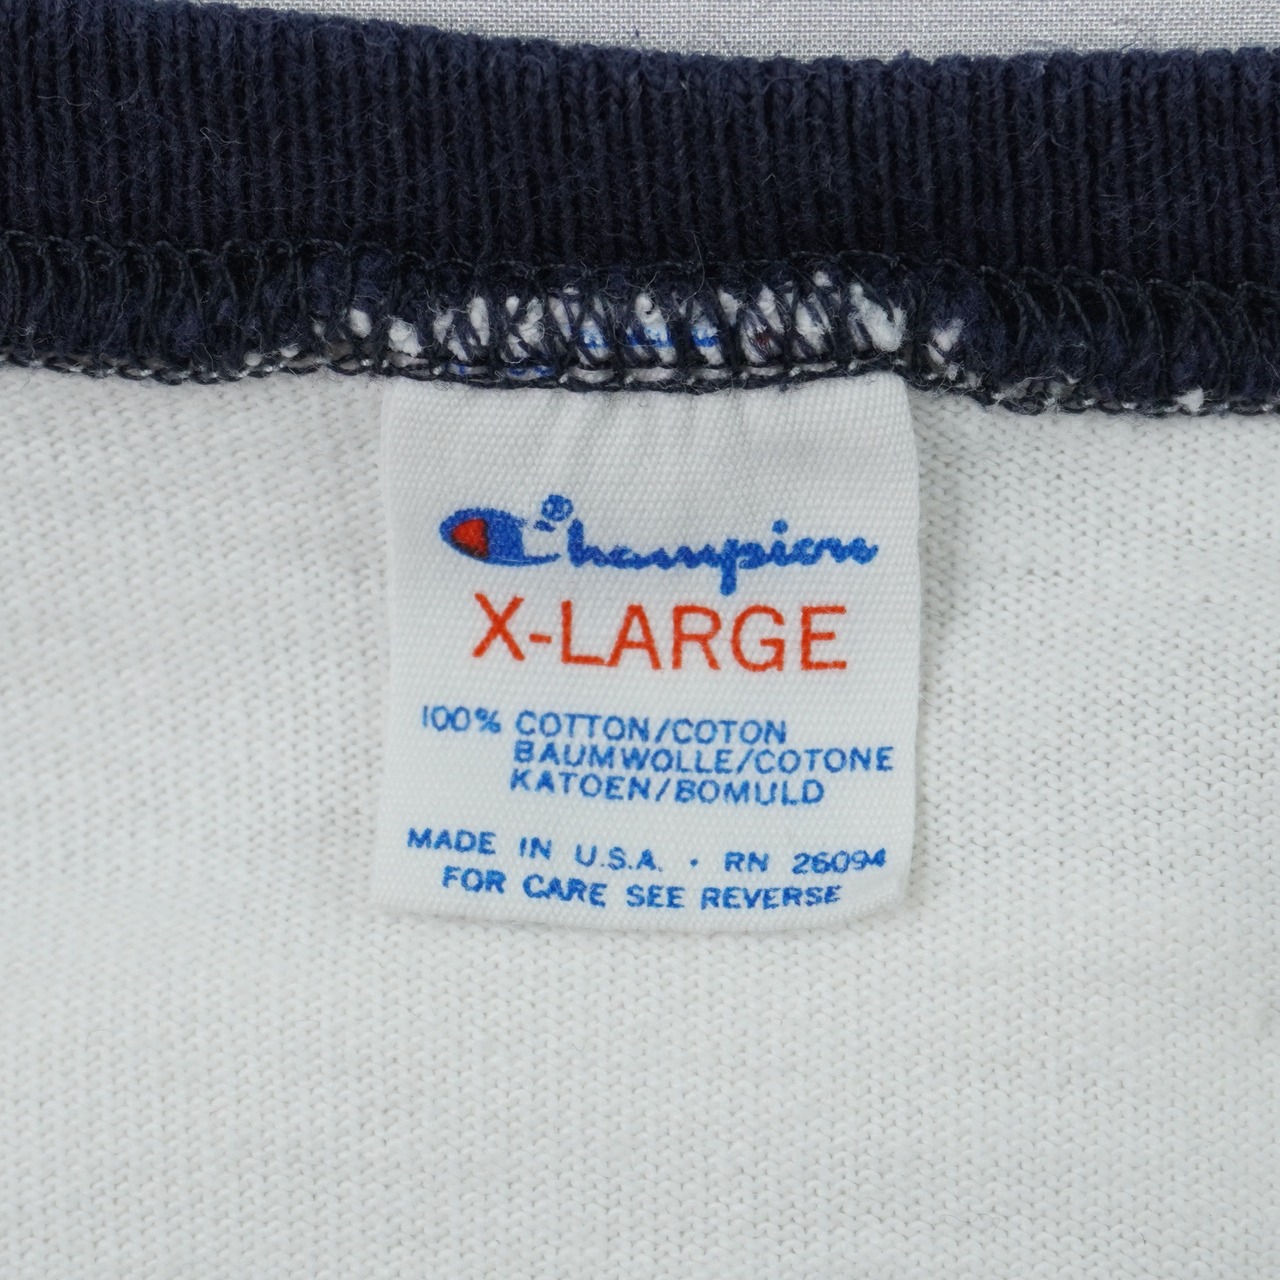 Champion®
X-LARGE
100% COTTON/COTON
BAUMWOLLE/COTONE
KATOEN/BOMULD
MADE IN U.S.A. · RN 26094
FOR CARE SEE REVERSE